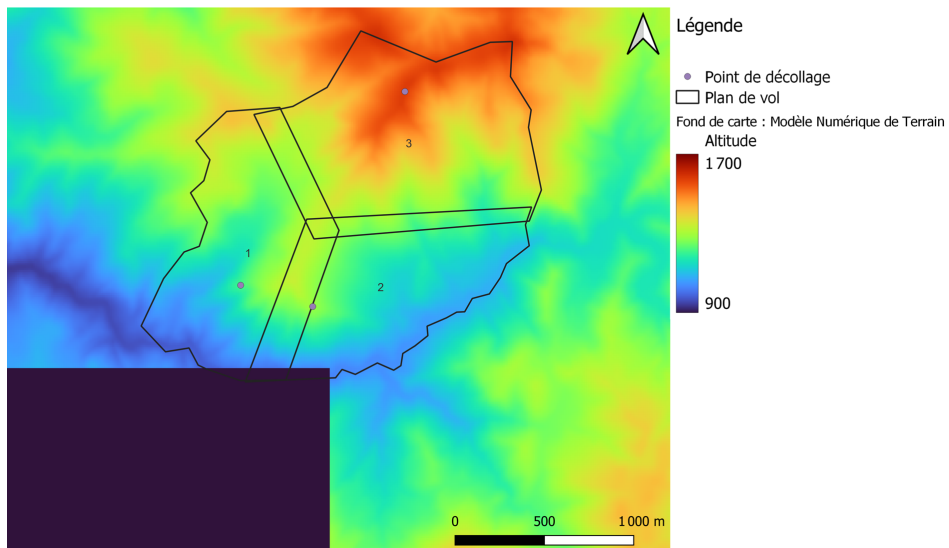 Légende
Point de décollage
Plan de vol
Fond de carte : Modèle Numérique de Terrain
Altitude
1 700
900
3
1
2
0 500 1 000 m